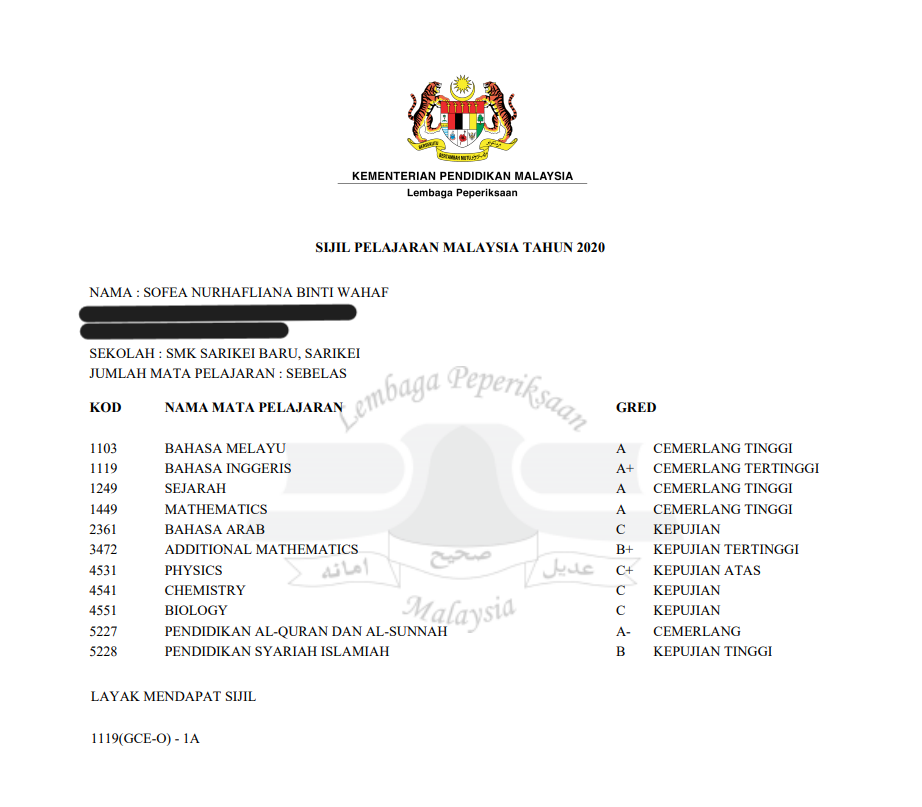 BERSEKUTU BERTAMBAH MUTU
KEMENTERIAN PENDIDIKAN MALAYSIA
Lembaga Peperiksaan
SIJIL PELAJARAN MALAYSIA TAHUN 2020
NAMA : SOFEA NURHAFLIANA BINTI WAHAF
SEKOLAH : SMK SARIKEI BARU, SARIKEI
JUMLAH MATA PELAJARAN : SEBELAS
Lembaga Peperiksaan
KOD NAMA MATA PELAJARAN GRED
1103 BAHASA MELAYU A CEMERLANG TINGGI
1119 BAHASA INGGERIS A+ CEMERLANG TERTINGGI
1249 SEJARAH A CEMERLANG TINGGI
1449 MATHEMATICS A CEMERLANG TINGGI
2361 BAHASA ARAB C KEPUJIAN
3472 ADDITIONAL MATHEMATICS B+ KEPUJIAN TERTINGGI
4531 PHYSICS C+ KEPUJIAN ATAS
امانه صحيح عديل
4541 CHEMISTRY C KEPUJIAN
4551 BIOLOGY C KEPUJIAN
Malaysia
5227 PENDIDIKAN AL-QURAN DAN AL-SUNNAH A- CEMERLANG
5228 PENDIDIKAN SYARIAH ISLAMIAH B KEPUJIAN TINGGI
LAYAK MENDAPAT SIJIL
1119(GCE-O) - 1A